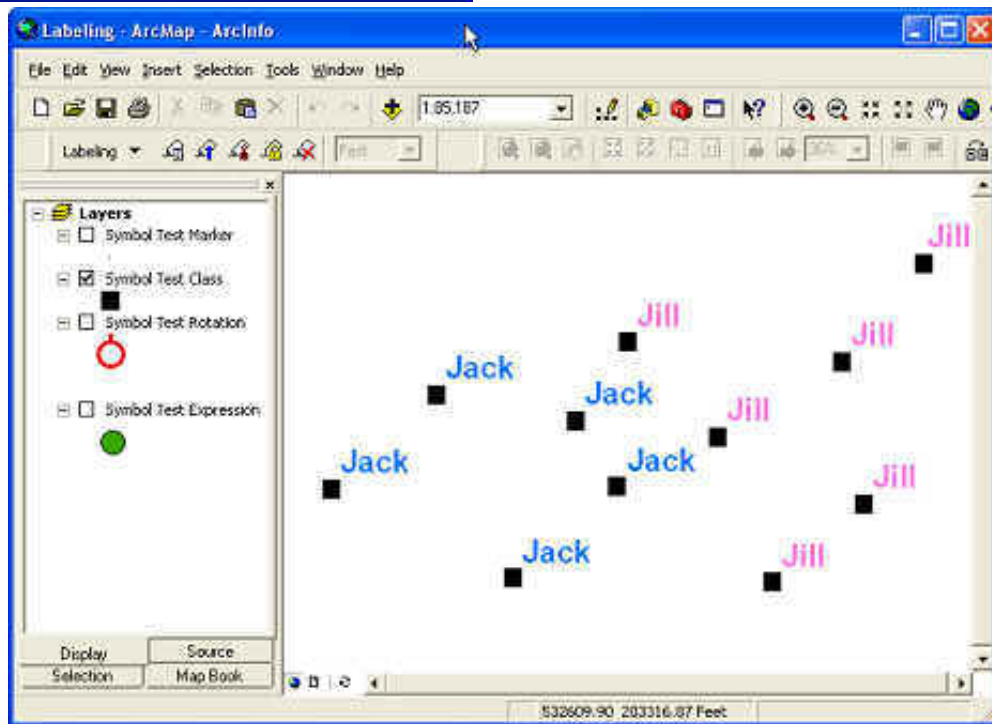 Labeling - ArcMap - ArcInfo
File Edit View Insert Selection Tools Window Help
1:85,187
Labeling Feet
Layers
Symbol Test Marker
Symbol Test Class
Symbol Test Rotation
Symbol Test Expression
Jill
Jill
Jill
Jack
Jack
Jill
Jack
Jack
Jill
Jack
Jill
Display Source
Selection Map Book
532609.90 203316.87 Feet